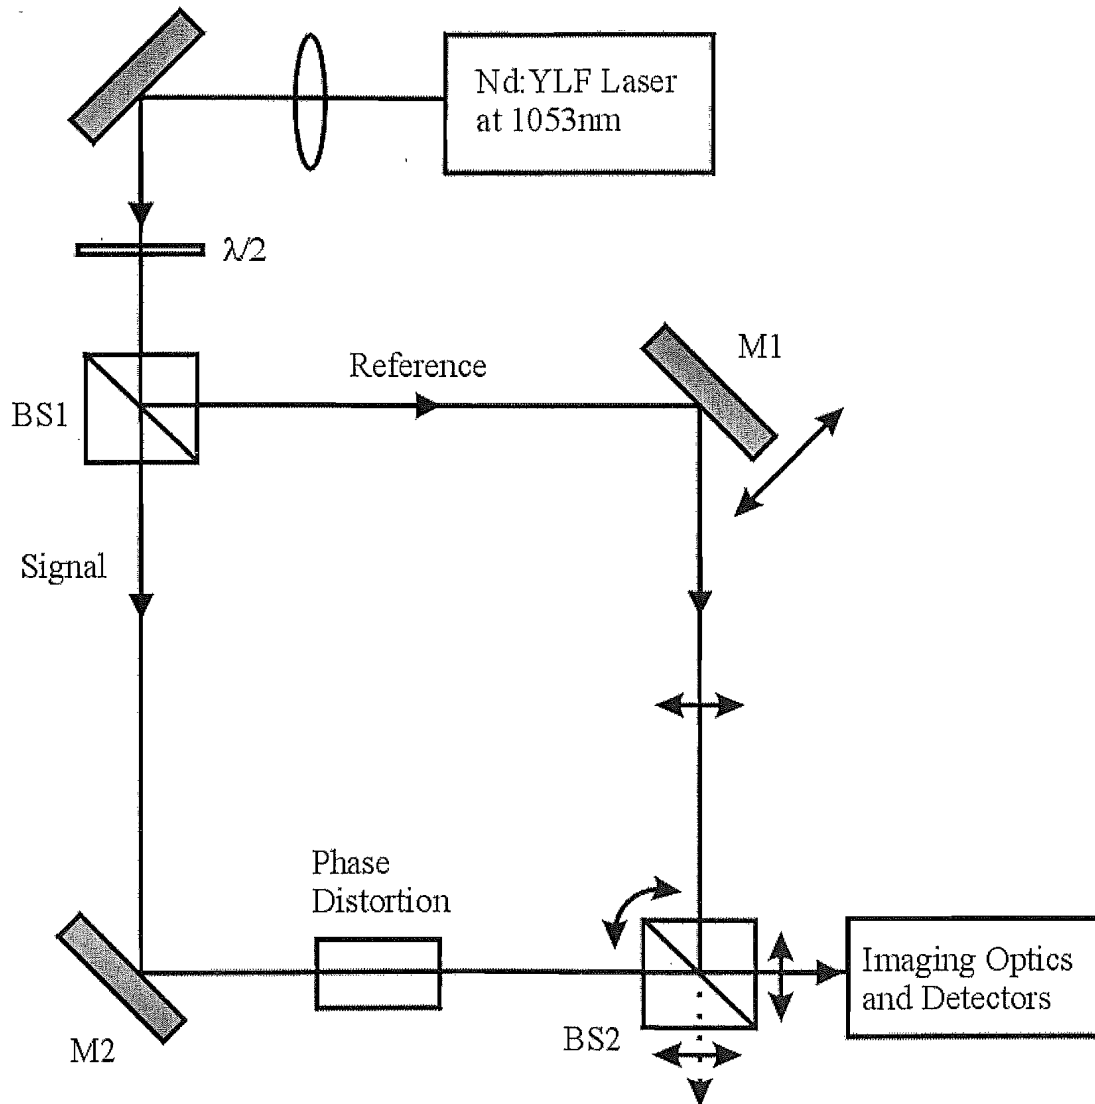 Nd:YLF Laser
at 1053nm
λ/2
M1
Reference
BS1
Signal
Phase
Distortion
Imaging Optics
and Detectors
BS2
M2